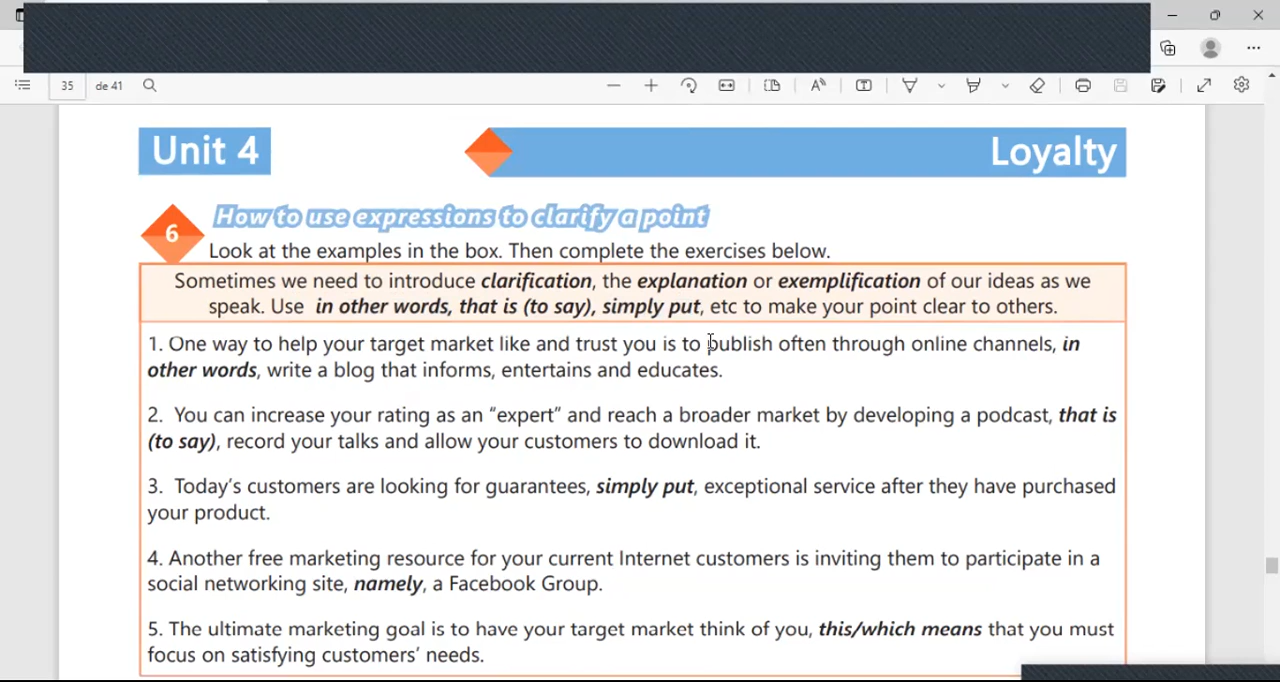 35 de 41
Unit 4 Loyalty
6 How to use expressions to clarify a point
Look at the examples in the box. Then complete the exercises below.
Sometimes we need to introduce clarification, the explanation or exemplification of our ideas as we
speak. Use in other words, that is (to say), simply put, etc to make your point clear to others.
1. One way to help your target market like and trust you is to publish often through online channels, in
other words, write a blog that informs, entertains and educates.
2. You can increase your rating as an “expert” and reach a broader market by developing a podcast, that is
(to say), record your talks and allow your customers to download it.
3. Today’s customers are looking for guarantees, simply put, exceptional service after they have purchased
your product.
4. Another free marketing resource for your current Internet customers is inviting them to participate in a
social networking site, namely, a Facebook Group.
5. The ultimate marketing goal is to have your target market think of you, this/which means that you must
focus on satisfying customers’ needs.